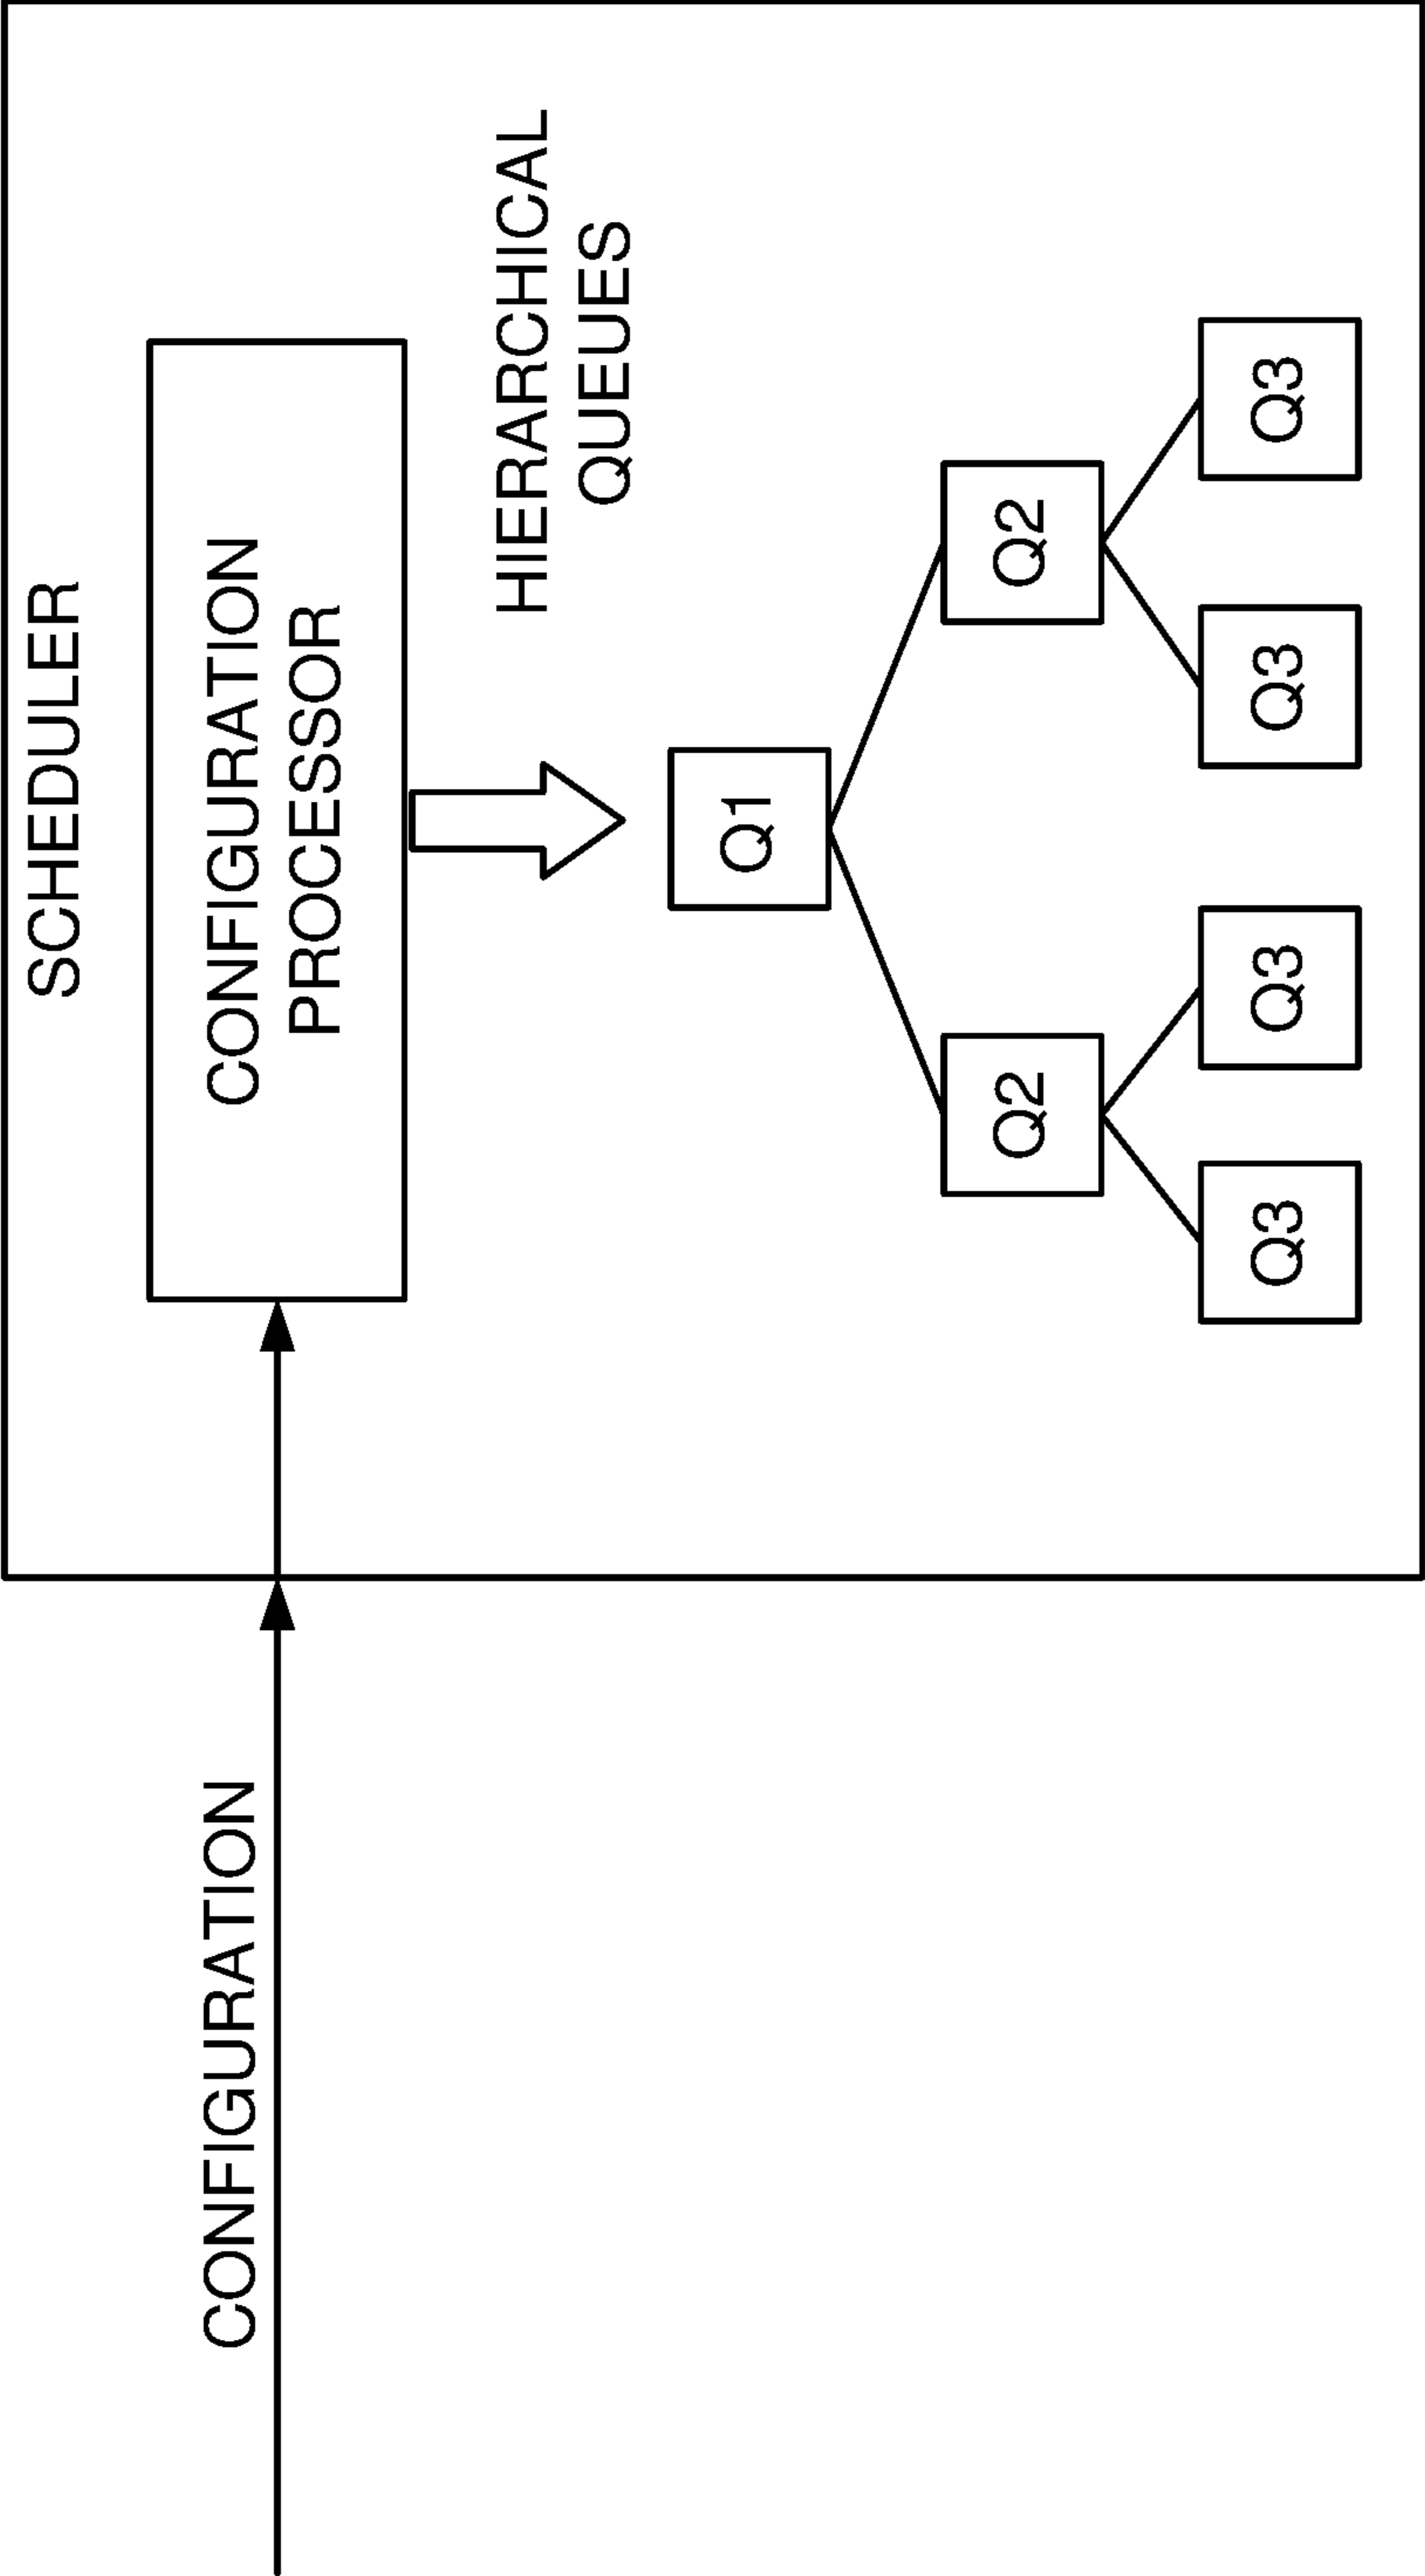 SCHEDULER
CONFIGURATION
CONFIGURATION
PROCESSOR
HIERARCHICAL
QUEUES
Q1
Q2
Q2
Q3
Q3
Q3
Q3